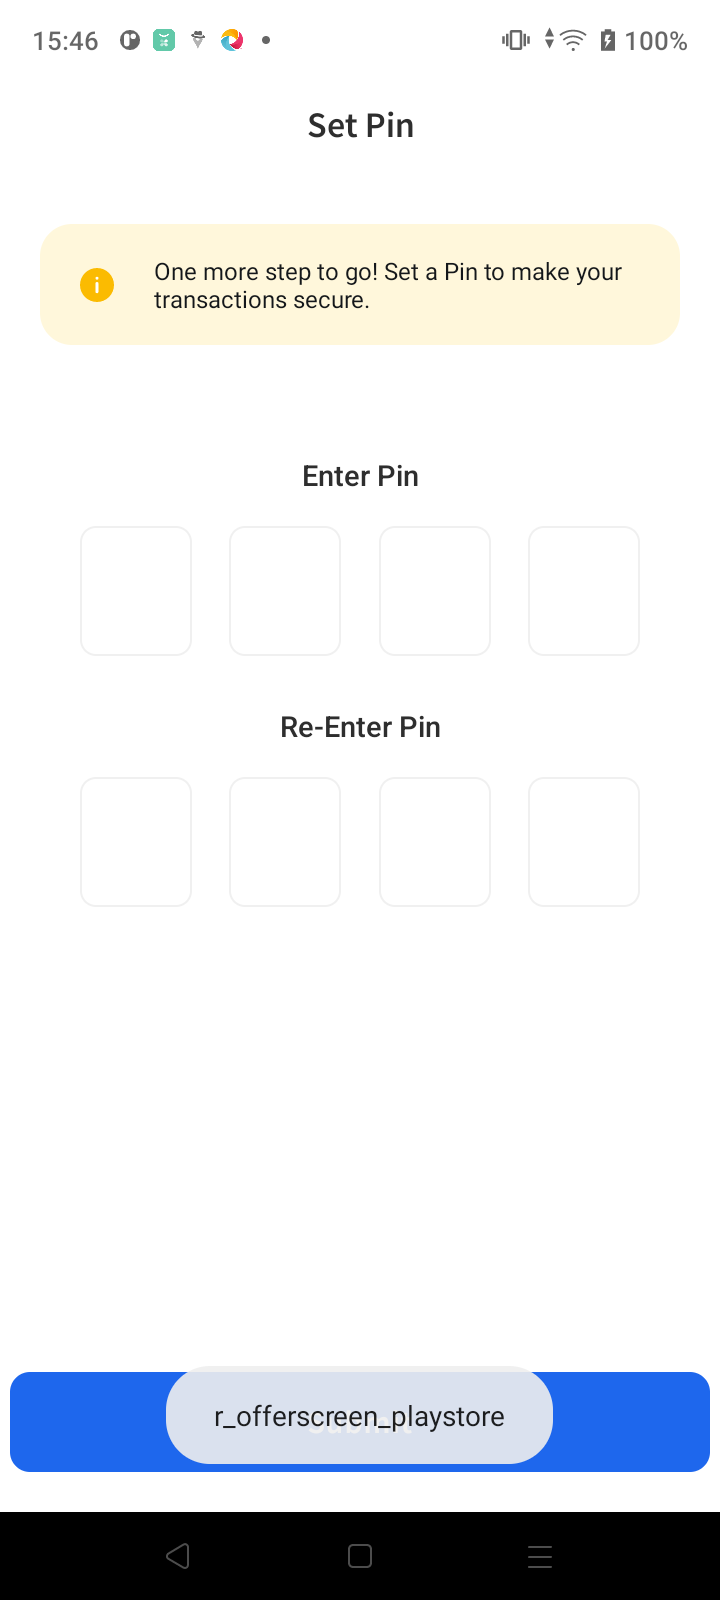 15:46
100%
Set Pin
One more step to go! Set a Pin to make your
transactions secure.
Enter Pin
Re-Enter Pin
r_offerscreen_playstore